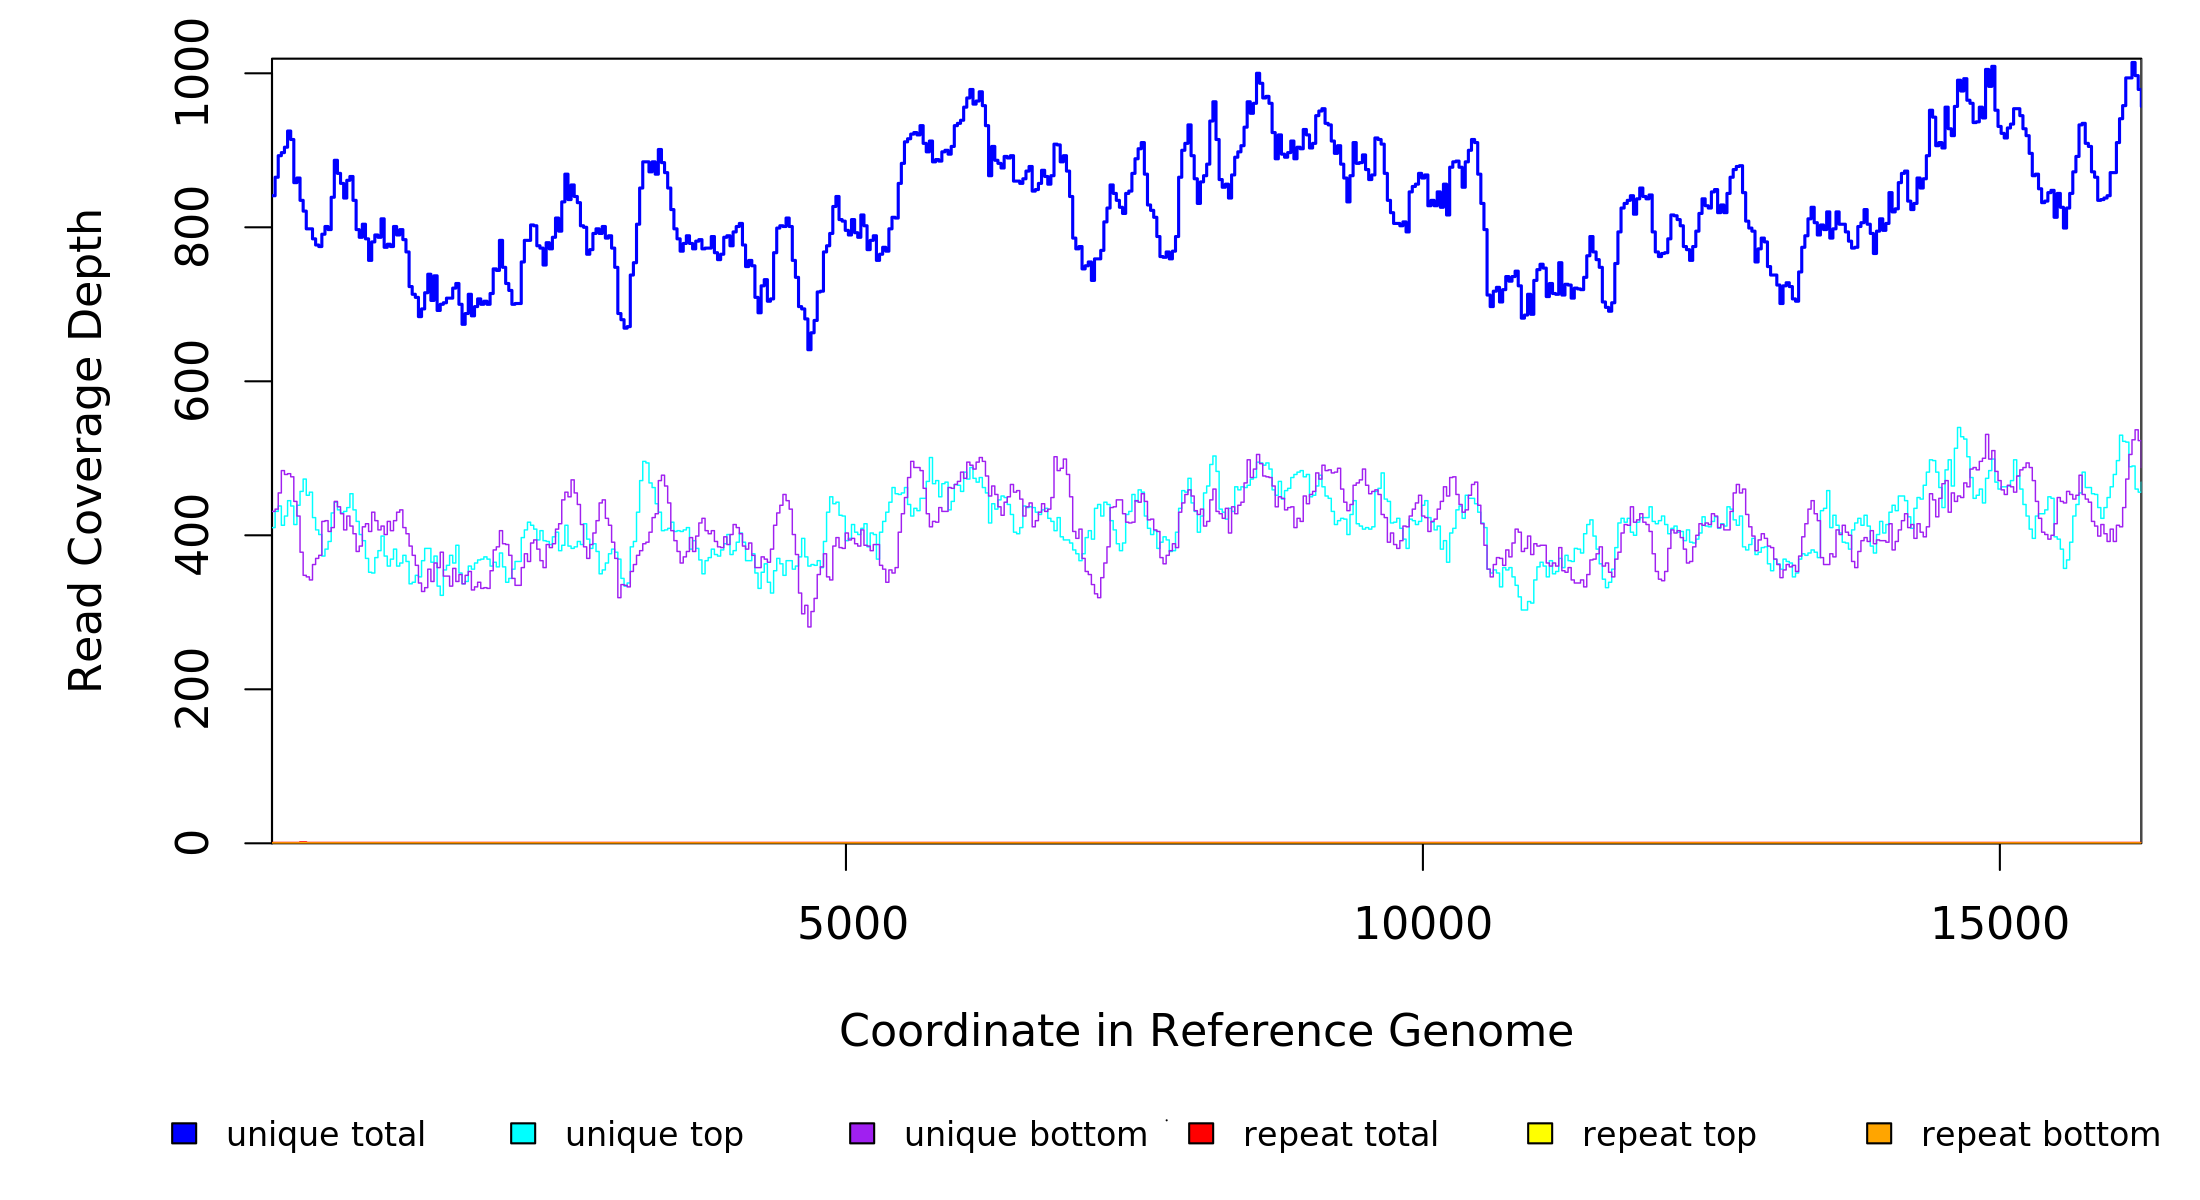 Read Coverage Depth
1000
800
600
400
200
0
5000 10000 15000
Coordinate in Reference Genome
unique total unique top unique bottom repeat total repeat top repeat bottom